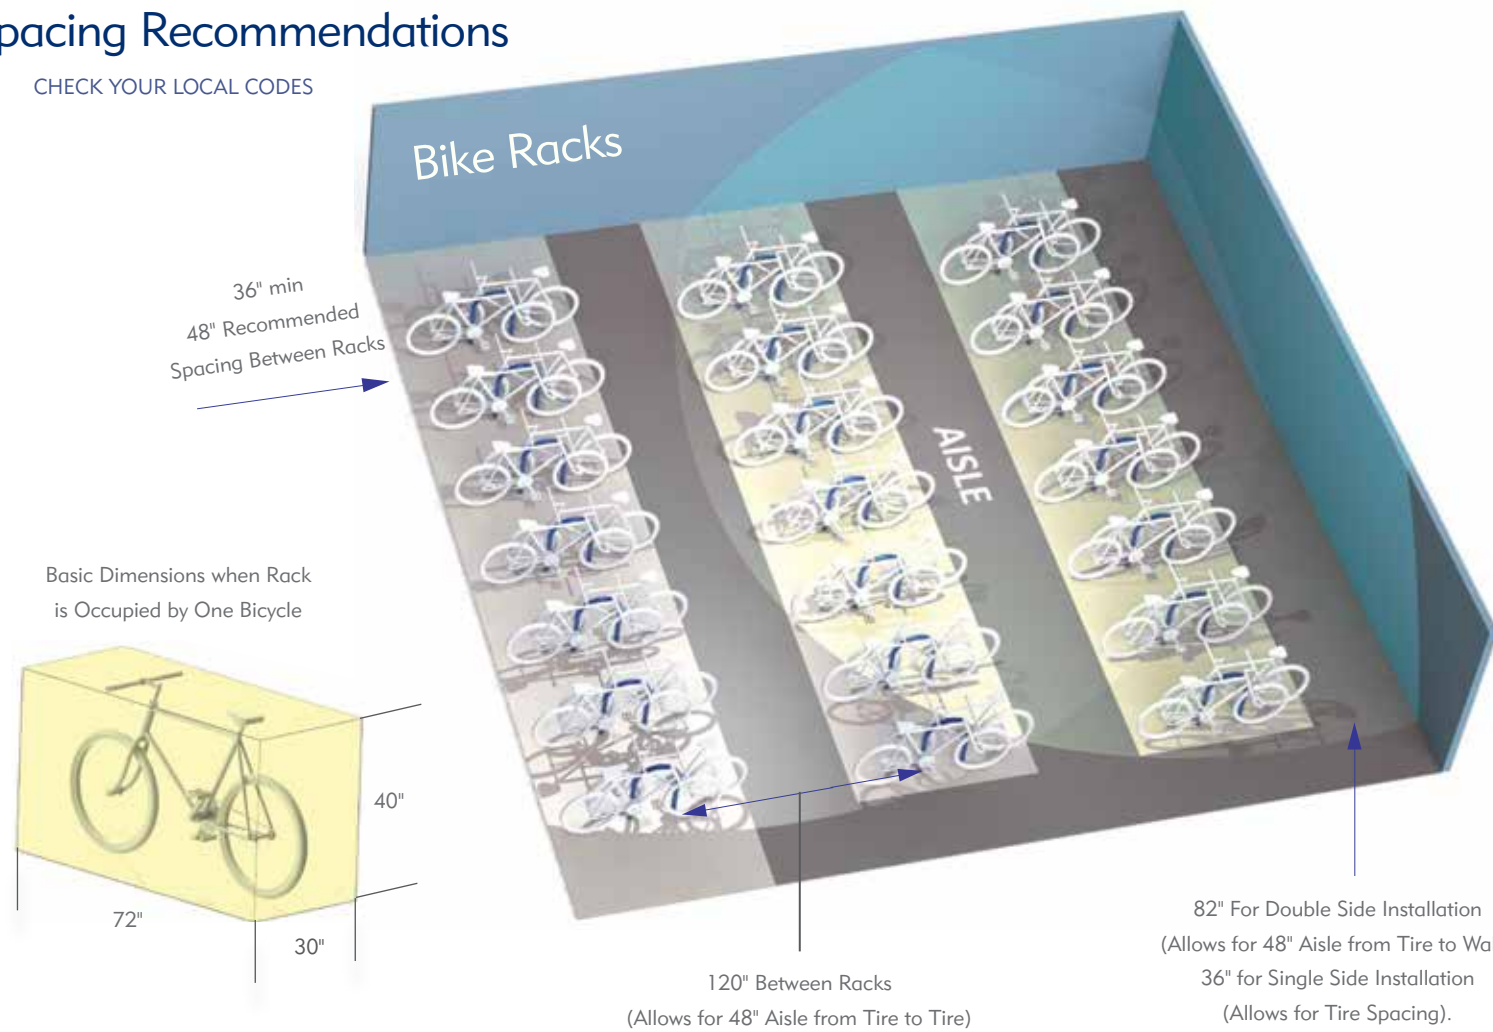 pacing Recommendations
CHECK YOUR LOCAL CODES
Bike Racks
36" min
48" Recommended
Spacing Between Racks
AISLE
Basic Dimensions when Rack
is Occupied by One Bicycle
40"
72"
30"
120" Between Racks
(Allows for 48" Aisle from Tire to Tire)
82" For Double Side Installation
(Allows for 48" Aisle from Tire to Wa
36" for Single Side Installation
(Allows for Tire Spacing).